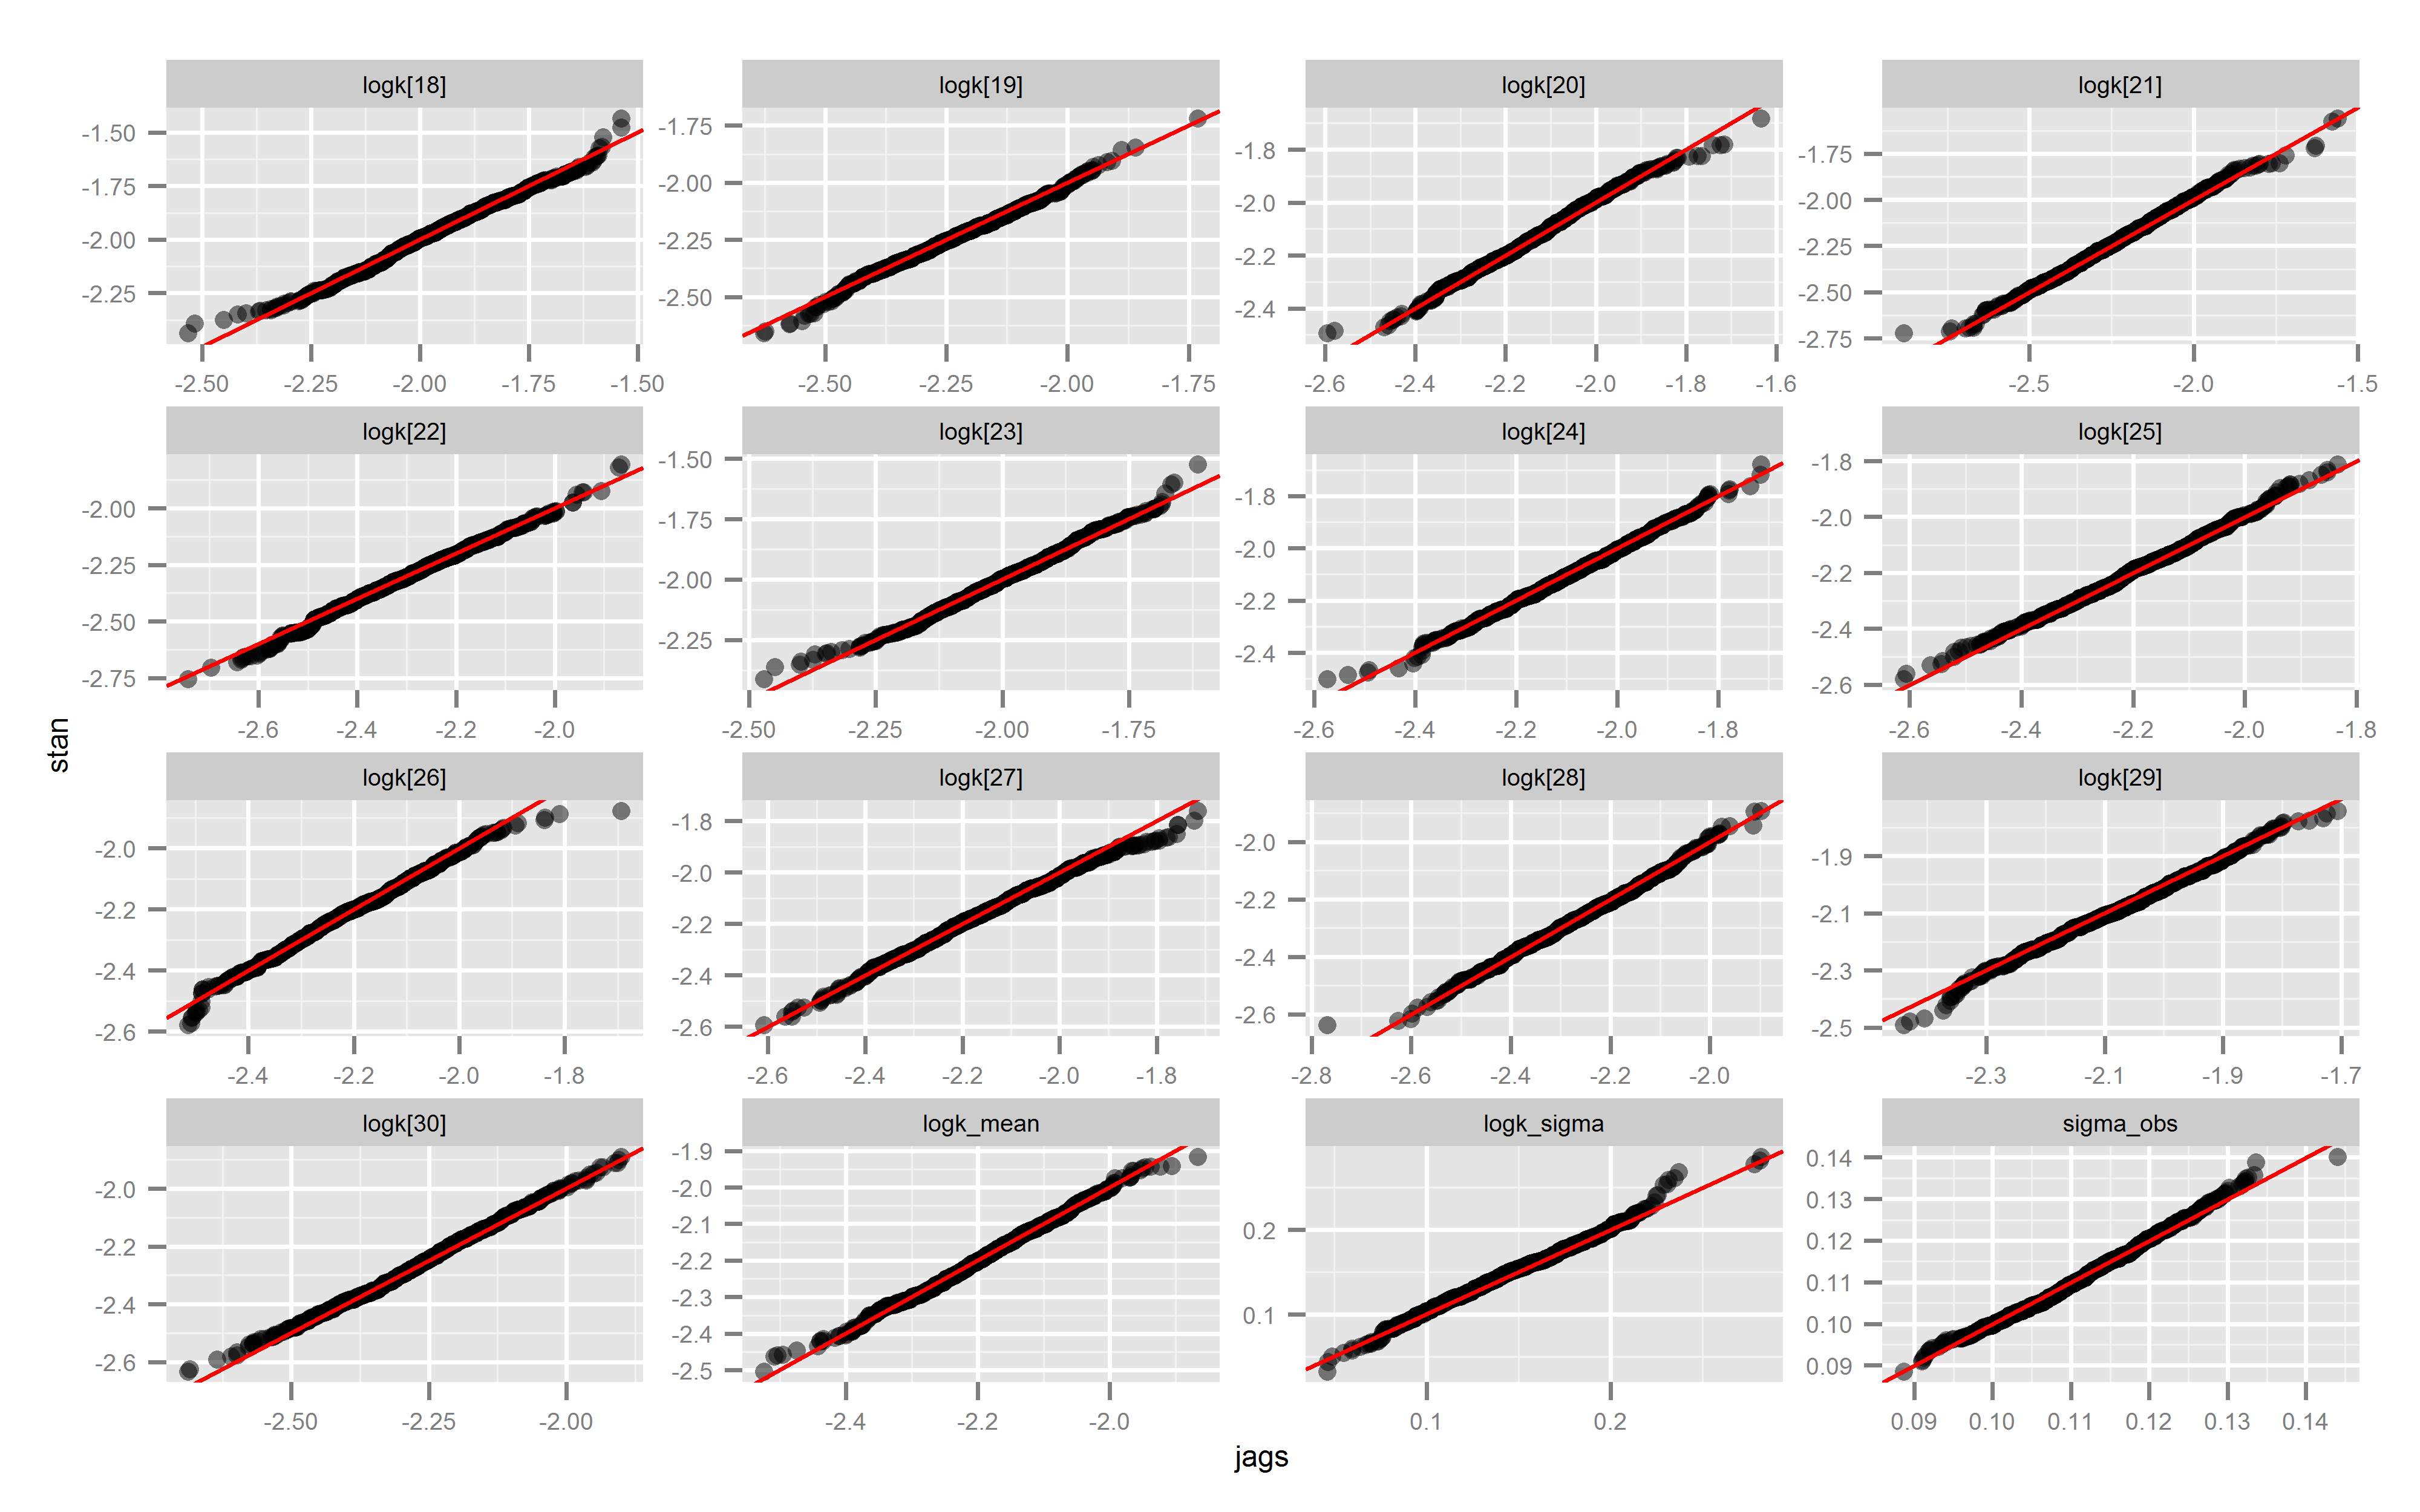 logk[18] logk[19] logk[20] logk[21]
-1.50 -1.75 -2.00 -2.25
-1.75 -2.00 -2.25 -2.50
-1.8 -2.0 -2.2 -2.4
-1.75 -2.00 -2.25 -2.50 -2.75
-2.50 -2.25 -2.00 -1.75 -1.50
-2.50 -2.25 -2.00 -1.75
-2.6 -2.4 -2.2 -2.0 -1.8 -1.6
-2.5 -2.0 -1.5
logk[22] logk[23] logk[24] logk[25]
-2.00 -2.25 -2.50 -2.75
-1.50 -1.75 -2.00 -2.25
-1.8 -2.0 -2.2 -2.4
-1.8 -2.0 -2.2 -2.4 -2.6
-2.6 -2.4 -2.2 -2.0
-2.50 -2.25 -2.00 -1.75
-2.6 -2.4 -2.2 -2.0 -1.8
-2.6 -2.4 -2.2 -2.0 -1.8
stan
logk[26] logk[27] logk[28] logk[29]
-2.0 -2.2 -2.4 -2.6
-1.8 -2.0 -2.2 -2.4 -2.6
-2.0 -2.2 -2.4 -2.6
-1.9 -2.1 -2.3 -2.5
-2.4 -2.2 -2.0 -1.8
-2.6 -2.4 -2.2 -2.0 -1.8
-2.8 -2.6 -2.4 -2.2 -2.0
-2.3 -2.1 -1.9 -1.7
logk[30] logk_mean logk_sigma sigma_obs
-2.0 -2.2 -2.4 -2.6
-1.9 -2.0 -2.1 -2.2 -2.3 -2.4 -2.5
0.2 0.1
0.14 0.13 0.12 0.11 0.10 0.09
-2.50 -2.25 -2.00
-2.4 -2.2 -2.0
0.1 0.2
0.09 0.10 0.11 0.12 0.13 0.14
jags